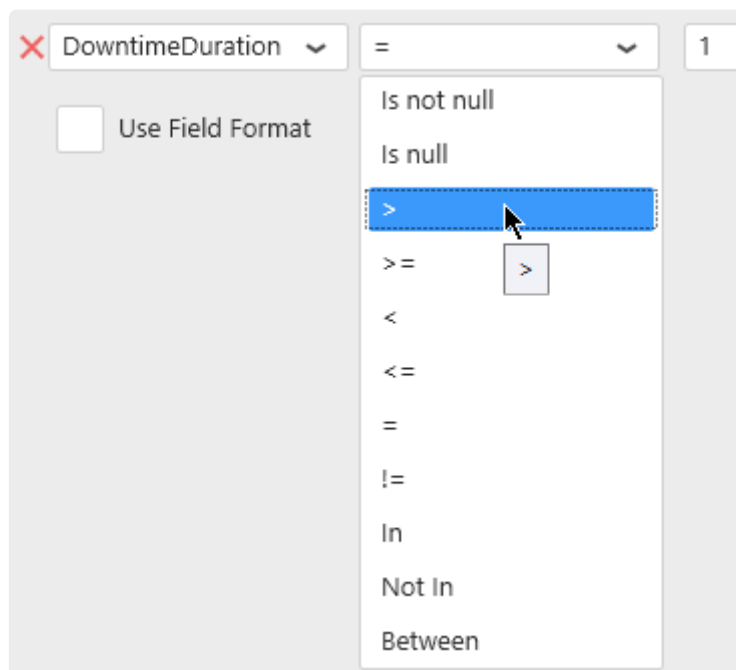 DowntimeDuration = 1
Use Field Format
Is not null
Is null
>
>=
>
<
<=
=
!=
In
Not In
Between